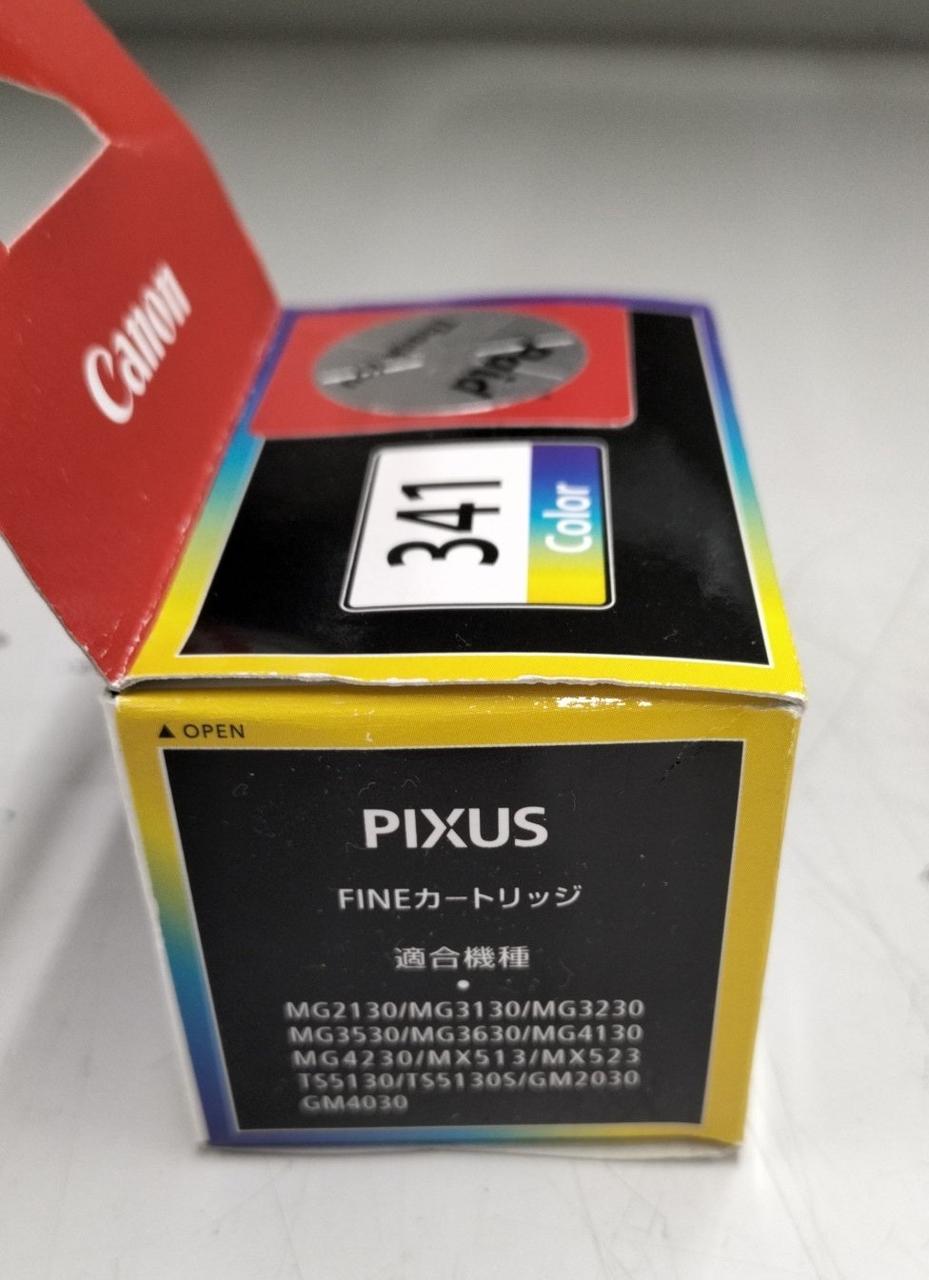 Canon
341
Color
▲ OPEN
PIXUS
FINEカートリッジ
適合機種
MG2130/MG3130/MG3230
MG3530/MG3630/MG4130
MG4230/MX513/MX523
TS5130/TS5130S/GM2030
GM4030